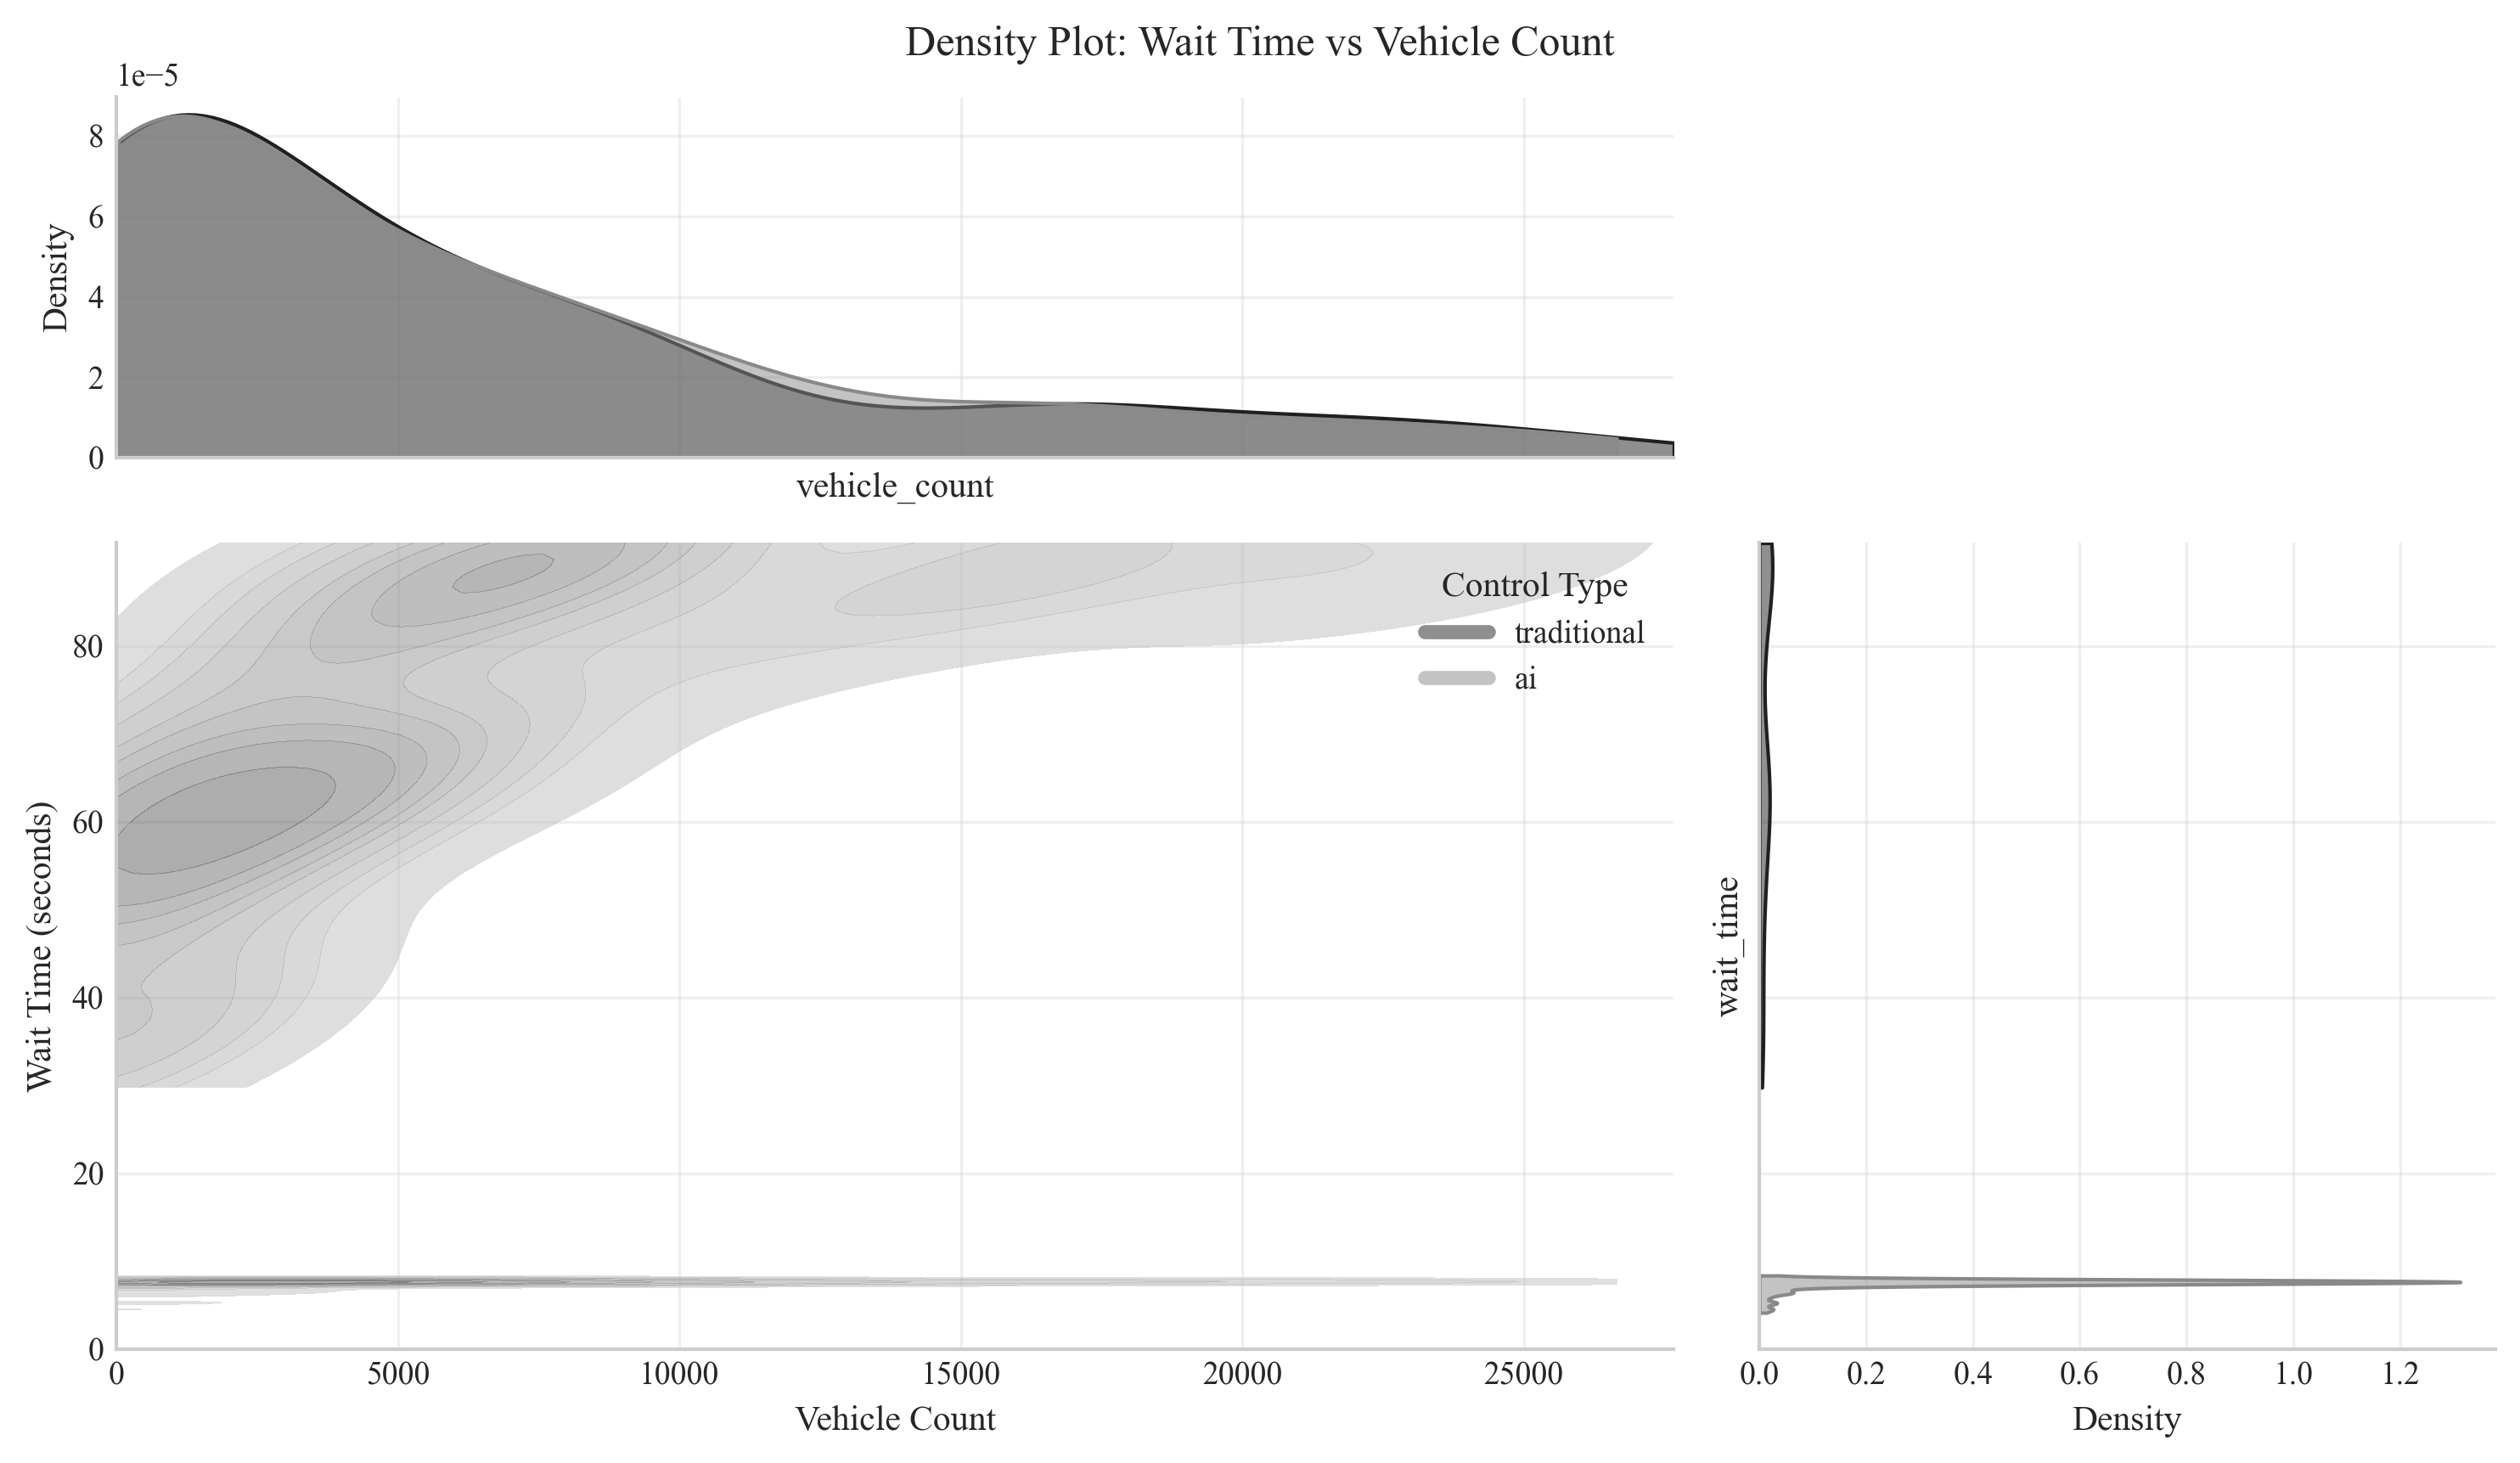 Density Plot: Wait Time vs Vehicle Count
1e−5
8
6
4
2
0
Density
vehicle_count
Control Type
traditional
ai
80
60
40
20
0
Wait Time (seconds)
0 5000 10000 15000 20000 25000
Vehicle Count
wait_time
0.0 0.2 0.4 0.6 0.8 1.0 1.2
Density